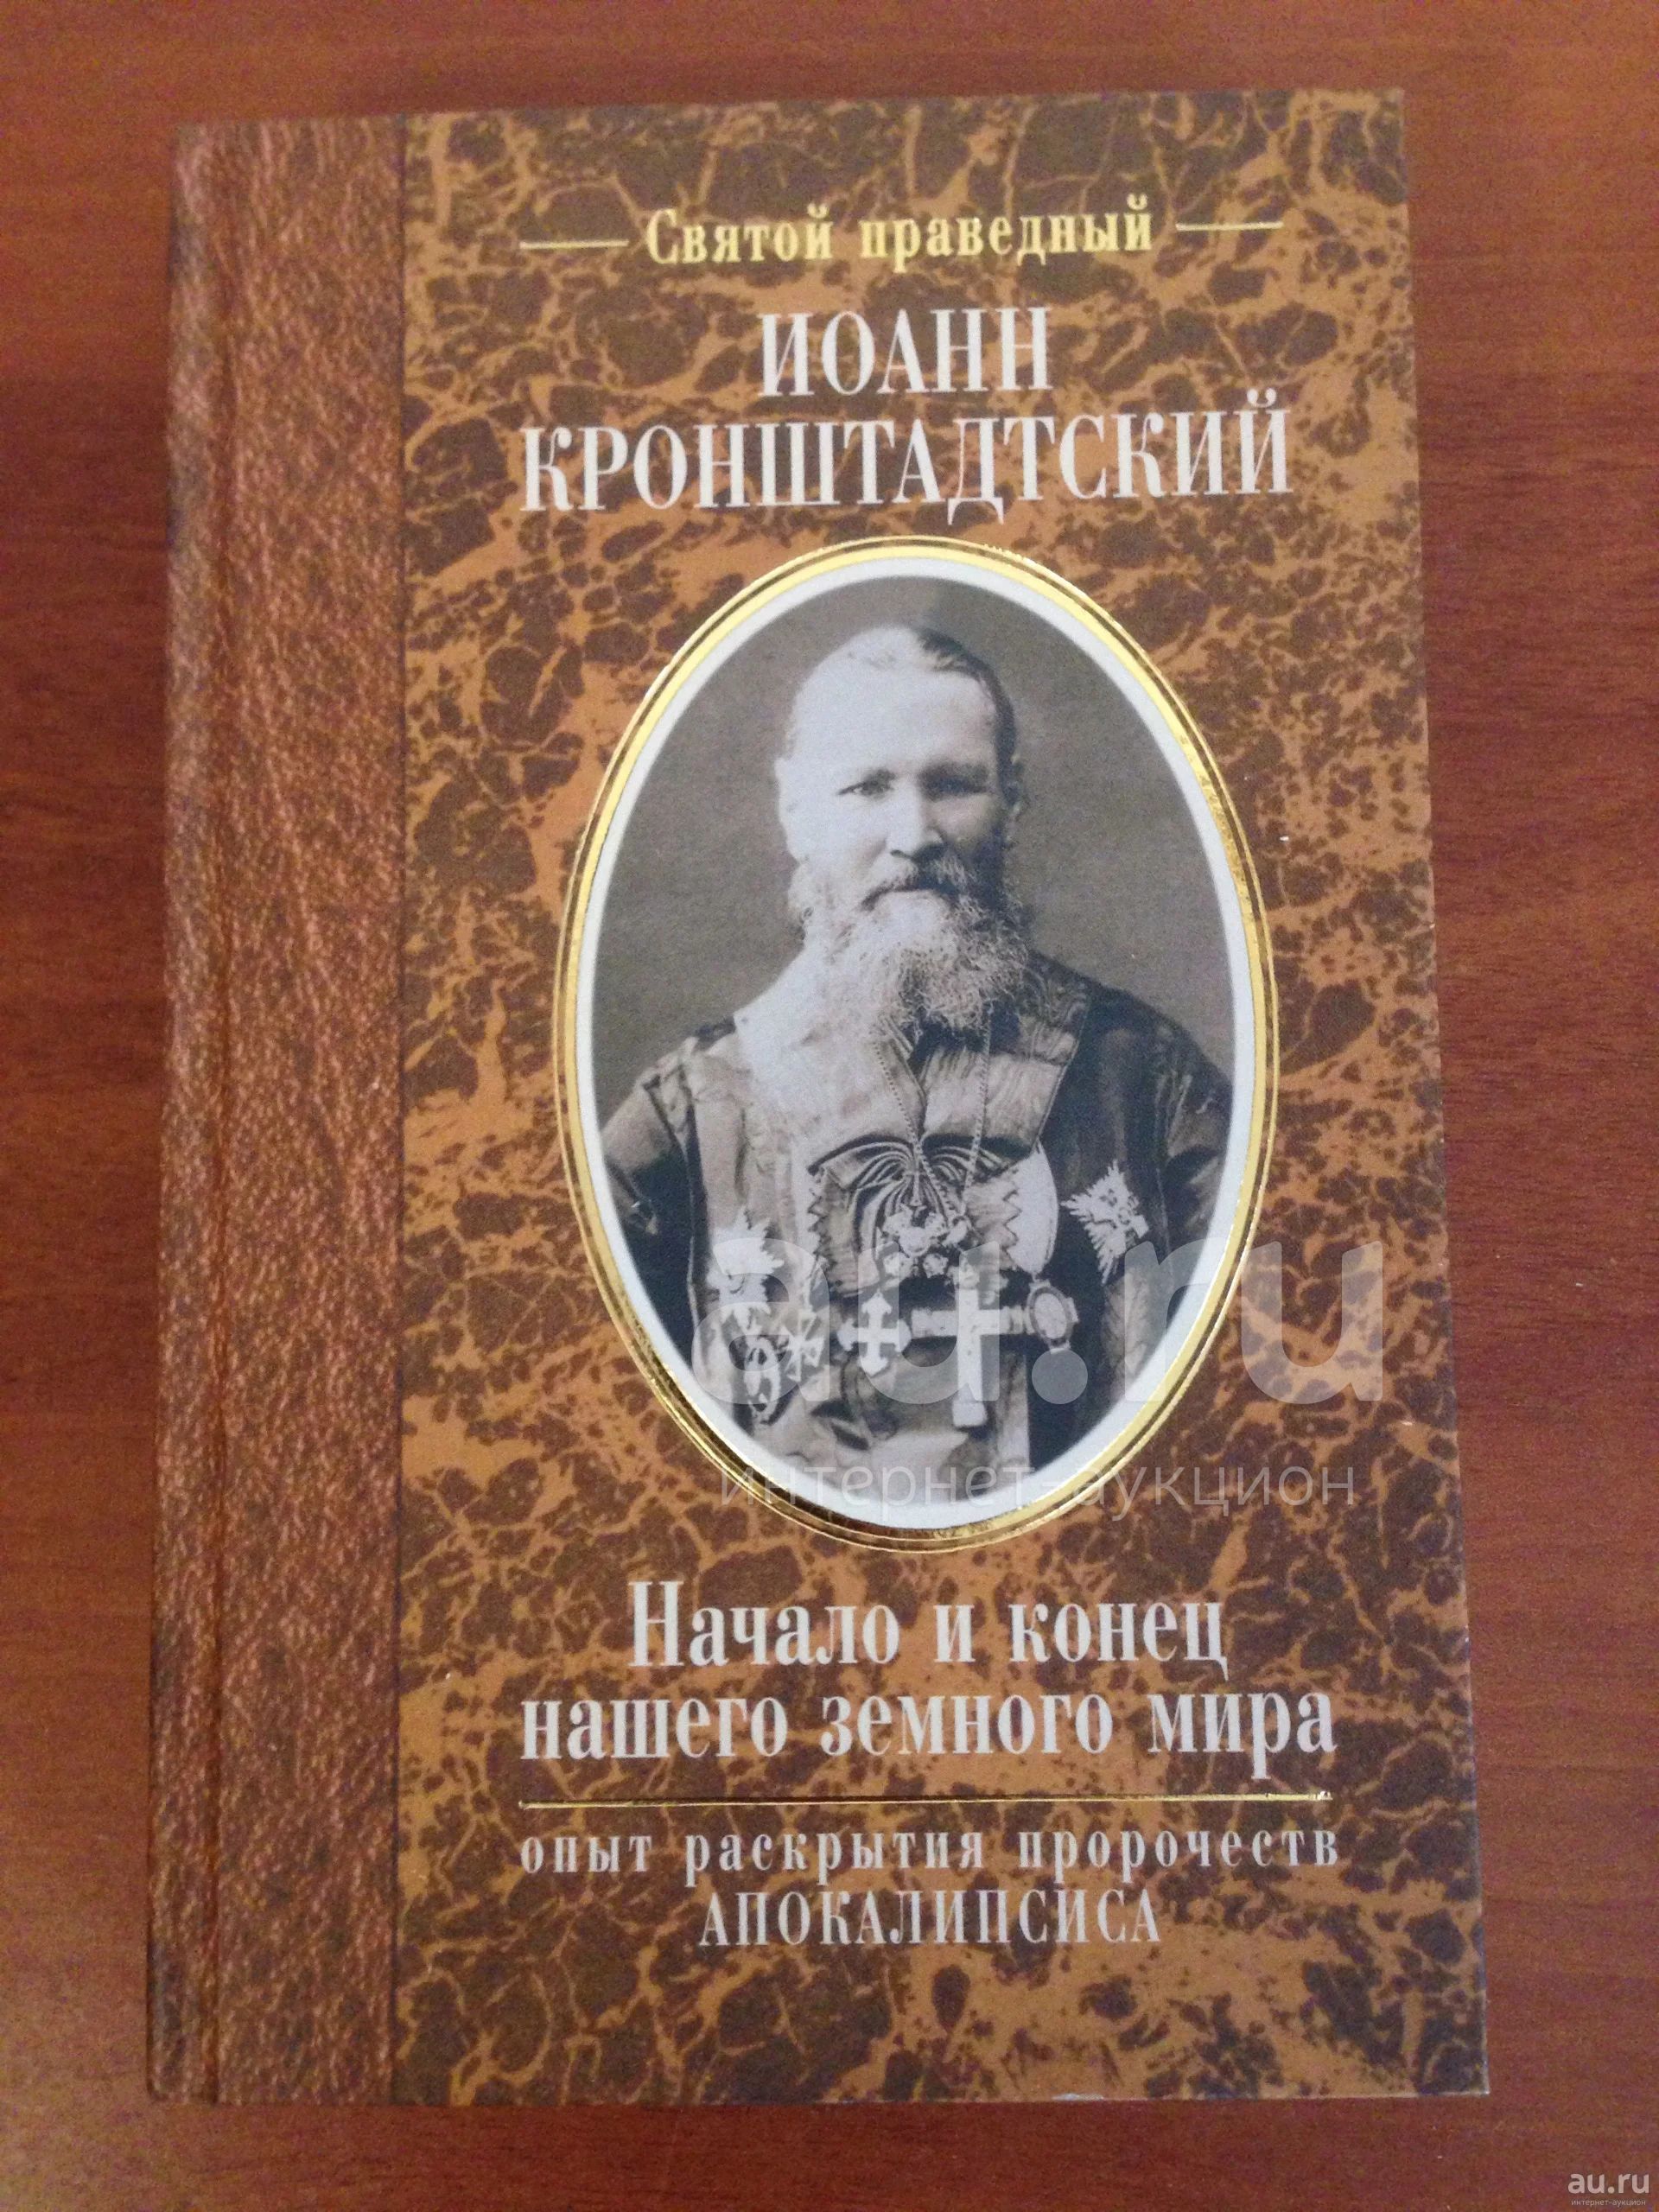 Святой праведный
ИОАНН
КРОНШТАДТСКИЙ
au.ru
интернет-аукцион
Начало и конец
нашего земного мира
опыт раскрытия пророчеств
АПОКАЛИПСИСА
au.ru
интернет-аукцион